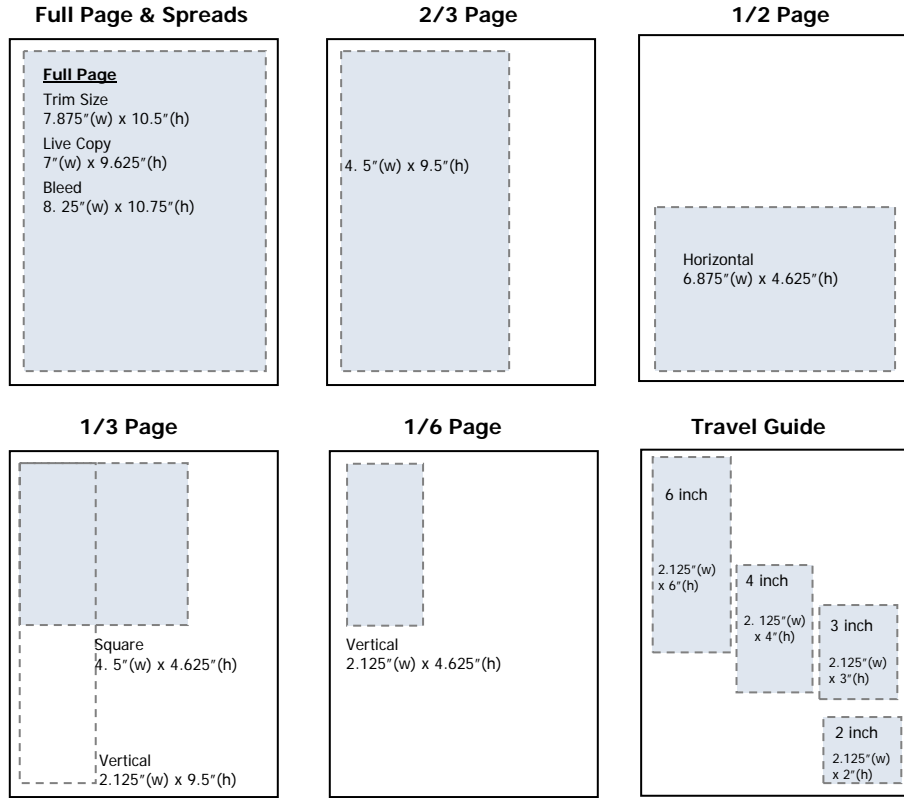 Full Page & Spreads
Full Page
Trim Size
7.875"(w) x 10.5"(h)
Live Copy
7"(w) x 9.625"(h)
Bleed
8. 25"(w) x 10.75"(h)
2/3 Page
4. 5"(w) x 9.5"(h)
1/2 Page
Horizontal
6.875"(w) x 4.625"(h)
1/3 Page
Square
4. 5"(w) x 4.625"(h)
Vertical
2.125"(w) x 9.5"(h)
1/6 Page
Vertical
2.125"(w) x 4.625"(h)
Travel Guide
6 inch
2.125"(w)
x 6"(h)
4 inch
2. 125"(w)
x 4"(h)
3 inch
2.125"(w)
x 3"(h)
2 inch
2.125"(w)
x 2"(h)